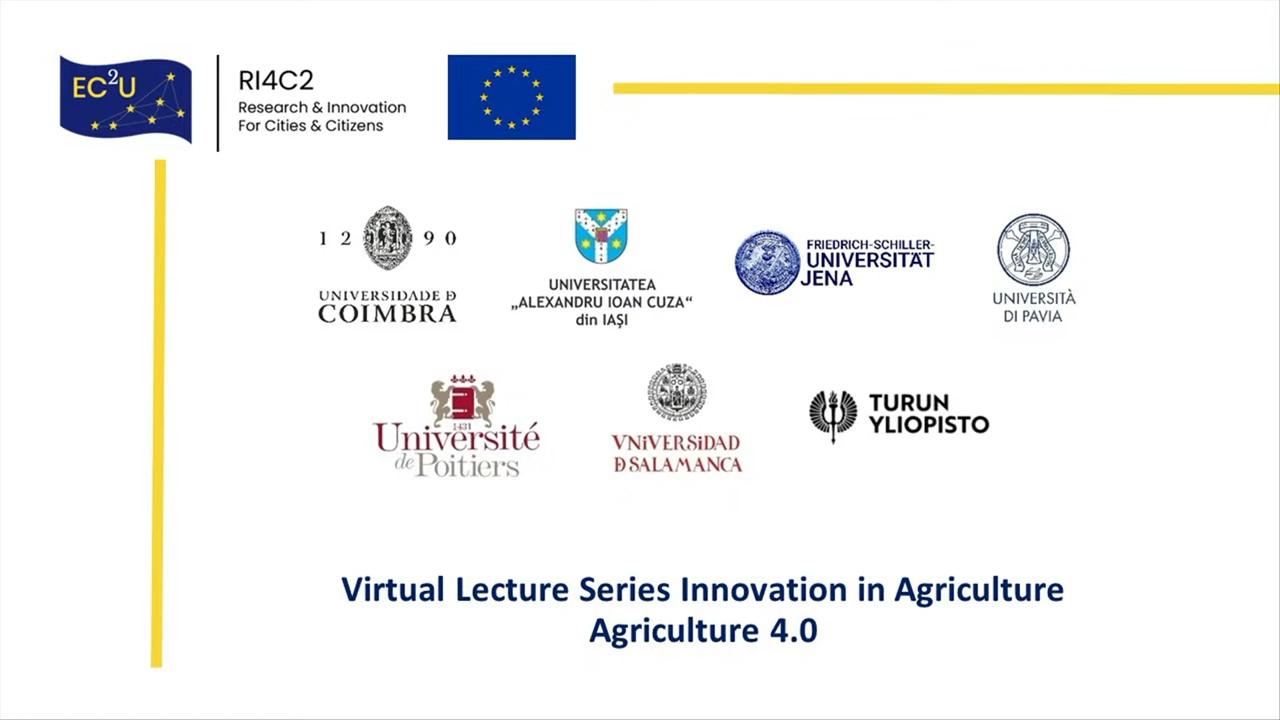 EC²U
RI4C2
Research & Innovation
For Cities & Citizens
1 2 9 0
UNIVERSIDADE Ð
COIMBRA
UNIVERSITATEA
„ALEXANDRU IOAN CUZA“
din IAŞI
FRIEDRICH-SCHILLER-
UNIVERSITÄT
JENA
UNIVERSITÀ
DI PAVIA
1431
Université
de Poitiers
VNiVERSiDAD
Ð SALAMANCA
TURUN
YLIOPISTO
Virtual Lecture Series Innovation in Agriculture
Agriculture 4.0